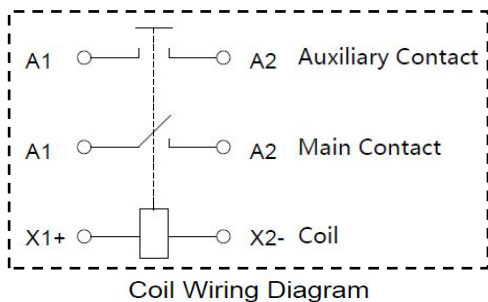 A1 A2 Auxiliary Contact
A1 A2 Main Contact
X1+ X2- Coil
Coil Wiring Diagram